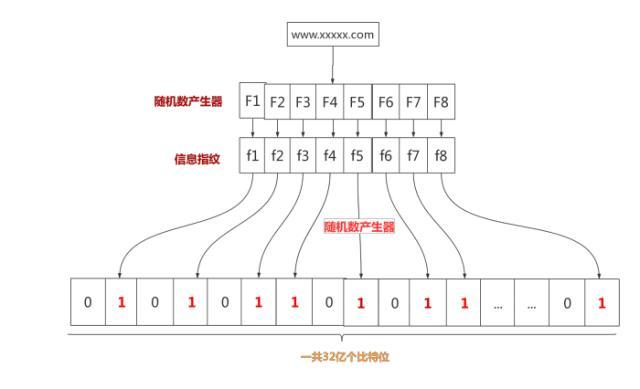 www.xxxxx.com
随机数产生器 F1 F2 F3 F4 F5 F6 F7 F8
信息指纹 f1 f2 f3 f4 f5 f6 f7 f8
随机数产生器
0 1 0 1 0 1 1 0 1 0 1 1 ... ... 0 1
一共32亿个比特位